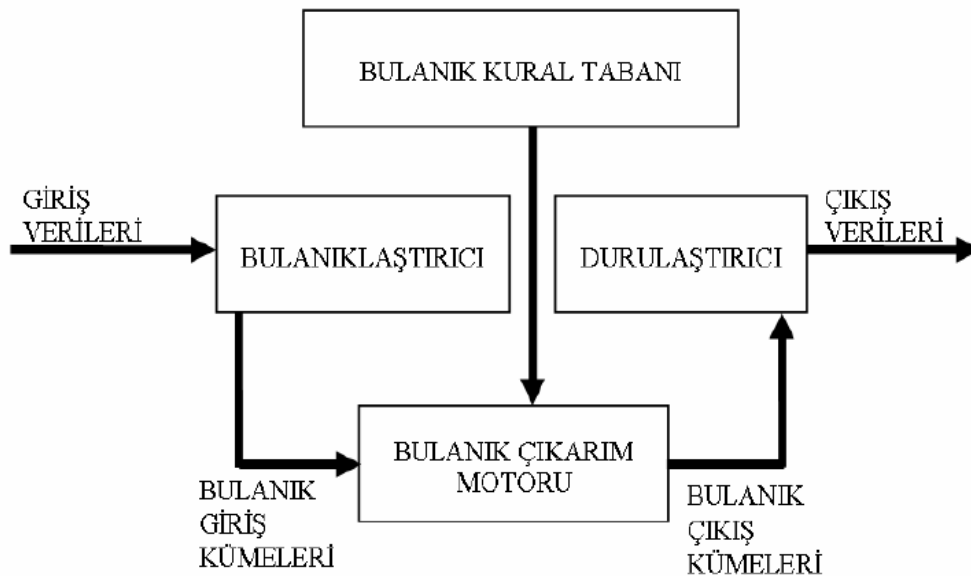 BULANIK KURAL TABANI
GİRİŞ
VERİLERİ
ÇIKIŞ
VERİLERİ
BULANIKLAŞTIRICI
DURULAŞTIRICI
BULANIK ÇIKARIM
MOTORU
BULANIK
GİRİŞ
KÜMELERİ
BULANIK
ÇIKIŞ
KÜMELERİ